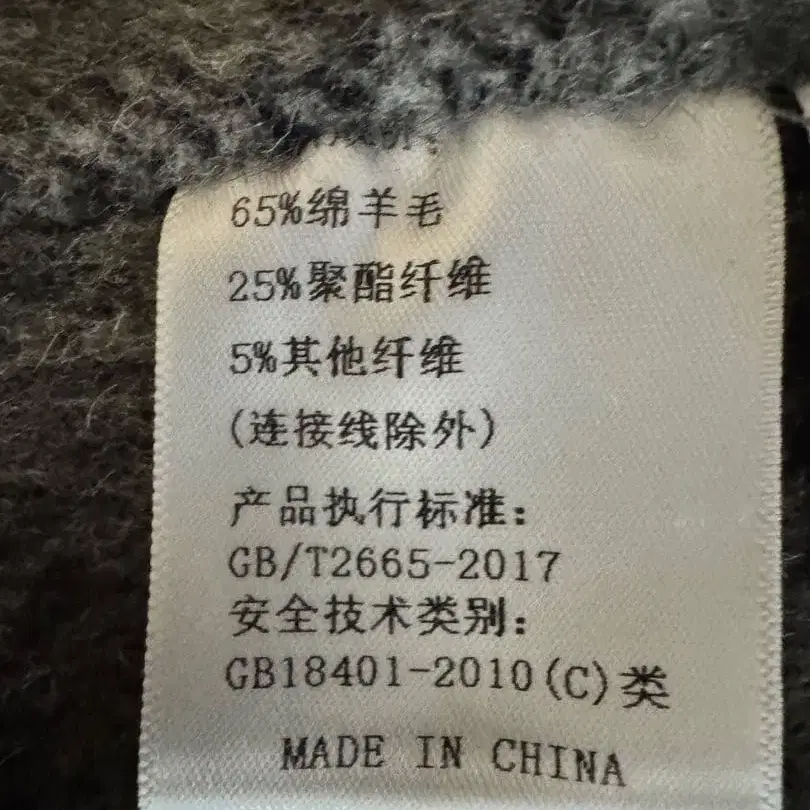 65%绵羊毛
25%聚酯纤维
5%其他纤维
(连接线除外)
产品执行标准:
GB/T2665-2017
安全技术类别:
GB18401-2010(C)类
MADE IN CHINA